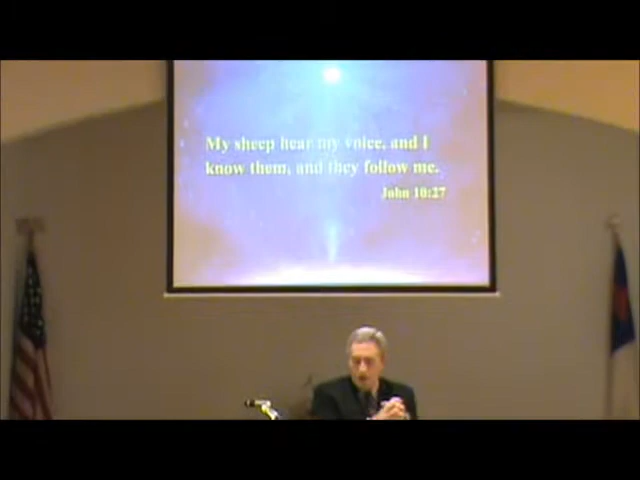 My sheep hear my voice, and I
know them, and they follow me.
John 10:27